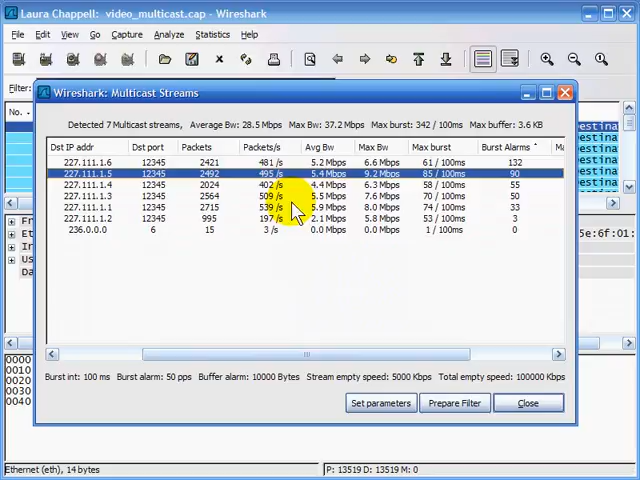 Laura Chappell: video_multicast.cap - Wireshark
File Edit View Go Capture Analyze Statistics Help
Filter:
No. .
estina
Wireshark: Multicast Streams
Detected 7 Multicast streams, Average Bw: 28.5 Mbps Max Bw: 37.2 Mbps Max burst: 342 / 100ms Max buffer: 3.6 KB
Dst IP addr Dst port Packets Packets/s Avg Bw Max Bw Max burst Burst Alarms Ma
227.111.1.6 12345 2421 481 /s 5.2 Mbps 6.6 Mbps 61 / 100ms 132
227.111.1.5 12345 2492 495 /s 5.4 Mbps 9.2 Mbps 85 / 100ms 90
227.111.1.4 12345 2024 402 /s 4.4 Mbps 6.3 Mbps 58 / 100ms 55
227.111.1.3 12345 2564 509 /s 5.5 Mbps 7.6 Mbps 70 / 100ms 50
227.111.1.1 12345 2715 539 /s 5.9 Mbps 8.0 Mbps 74 / 100ms 33
227.111.1.2 12345 995 197 /s 2.1 Mbps 5.8 Mbps 53 / 100ms 3
236.0.0.0 6 15 3 /s 0.0 Mbps 0.0 Mbps 1 / 100ms 0
Destina
Destina
Destina
Destina
Fr
Et
In
Us
Da
5e:6f:01:
Burst int: 100 ms Burst alarm: 50 pps Buffer alarm: 10000 Bytes Stream empty speed: 5000 Kbps Total empty speed: 100000 Kbps
Set parameters Prepare Filter Close
0000
0010
0020
0030
0040
Ethernet (eth), 14 bytes P: 13519 D: 13519 M: 0